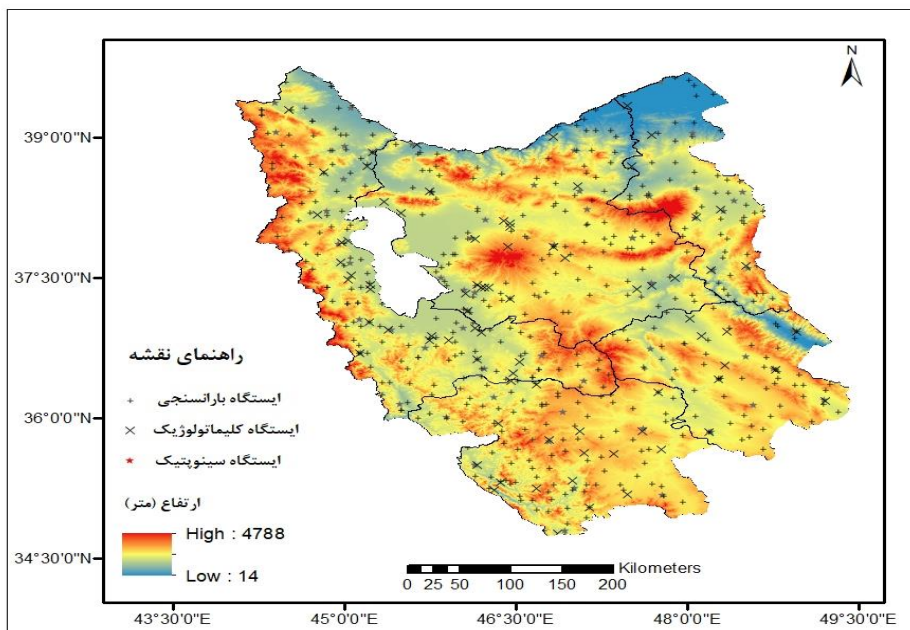 N
39°0'0"N
37°30'0"N
36°0'0"N
34°30'0"N
راهنمای نقشه
ایستگاه بارانسنجی
ایستگاه کلیماتولوژیک
ایستگاه سینوپتیک
ارتفاع (متر)
High : 4788
Low : 14
Kilometers
0 25 50 100 150 200
43°30'0"E 45°0'0"E 46°30'0"E 48°0'0"E 49°30'0"E